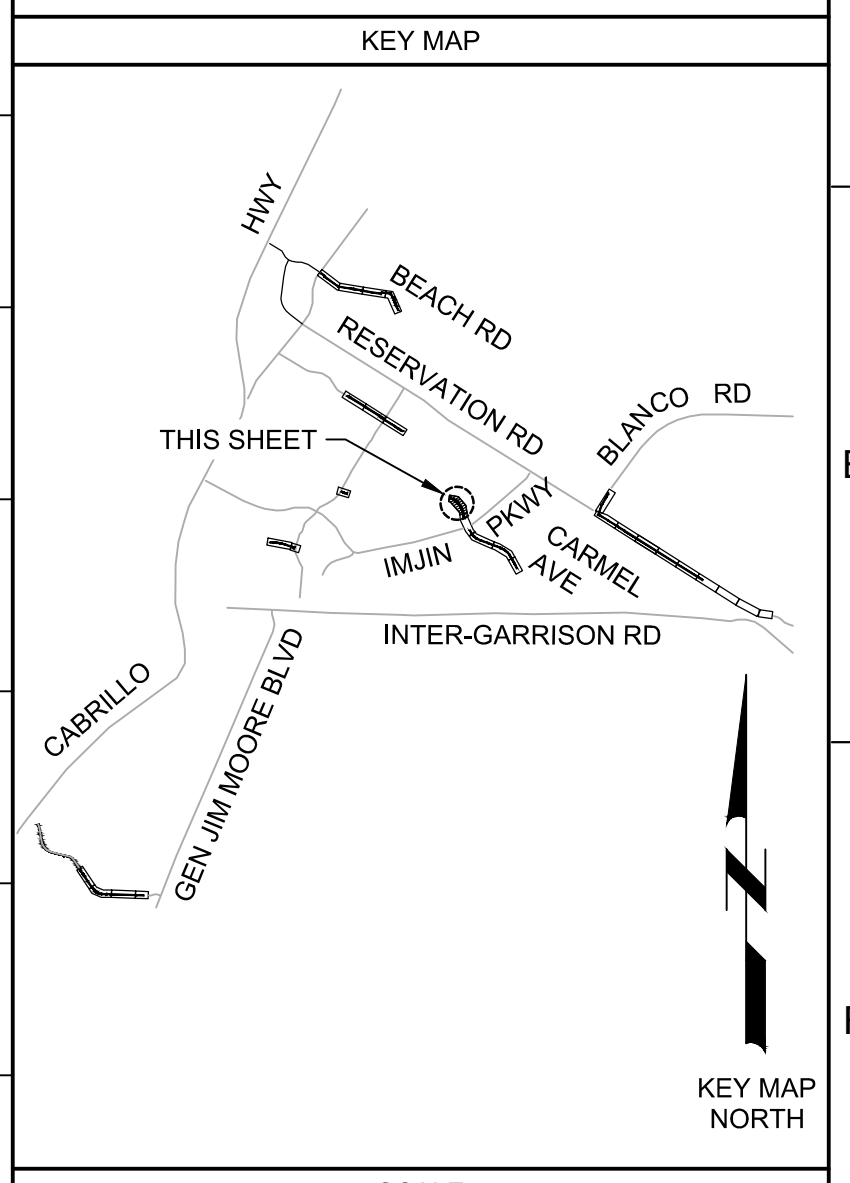 KEY MAP
HWY
BEACH RD
RESERVATION RD
BLANCO RD
THIS SHEET
IMJIN PKWY
CARMEL AVE
INTER-GARRISON RD
CABRILLO
GEN JIM MOORE BLVD
N
KEY MAP
NORTH